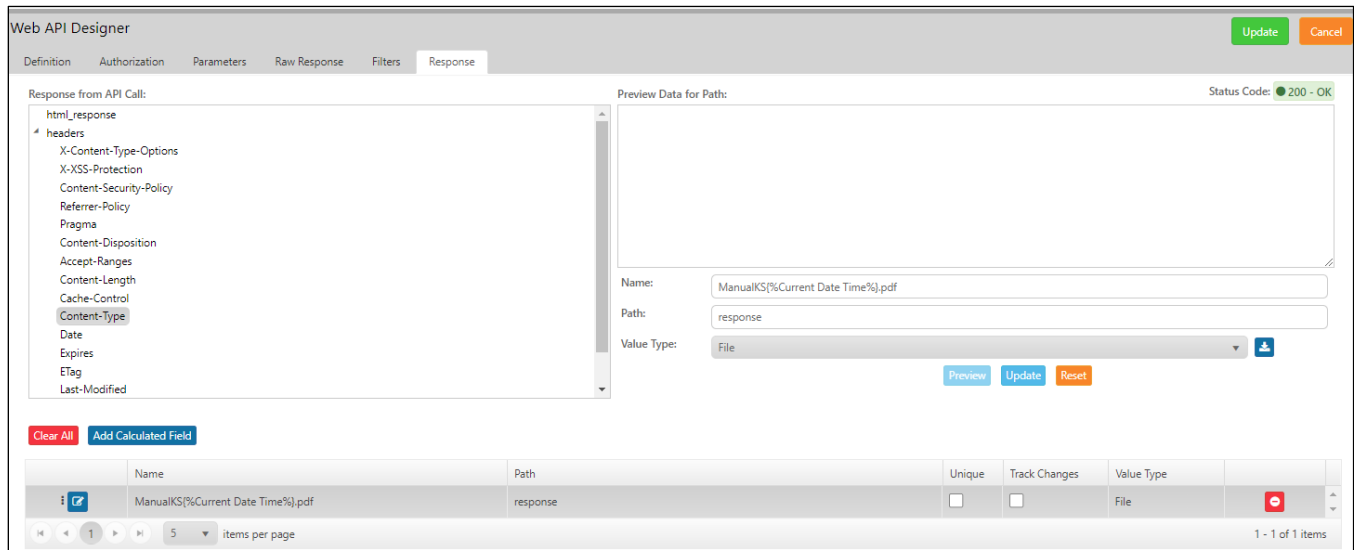 Web API Designer
Update Cancel
Definition Authorization Parameters Raw Response Filters Response
Response from API Call:
html_response
headers
X-Content-Type-Options
X-XSS-Protection
Content-Security-Policy
Referrer-Policy
Pragma
Content-Disposition
Accept-Ranges
Content-Length
Cache-Control
Content-Type
Date
Expires
ETag
Last-Modified
Preview Data for Path:
Status Code: 200 - OK
Name: ManualKS{%Current Date Time%}.pdf
Path: response
Value Type: File
Preview Update Reset
Clear All Add Calculated Field
Name Path Unique Track Changes Value Type
ManualKS{%Current Date Time%}.pdf response File
1 5 items per page 1 - 1 of 1 items